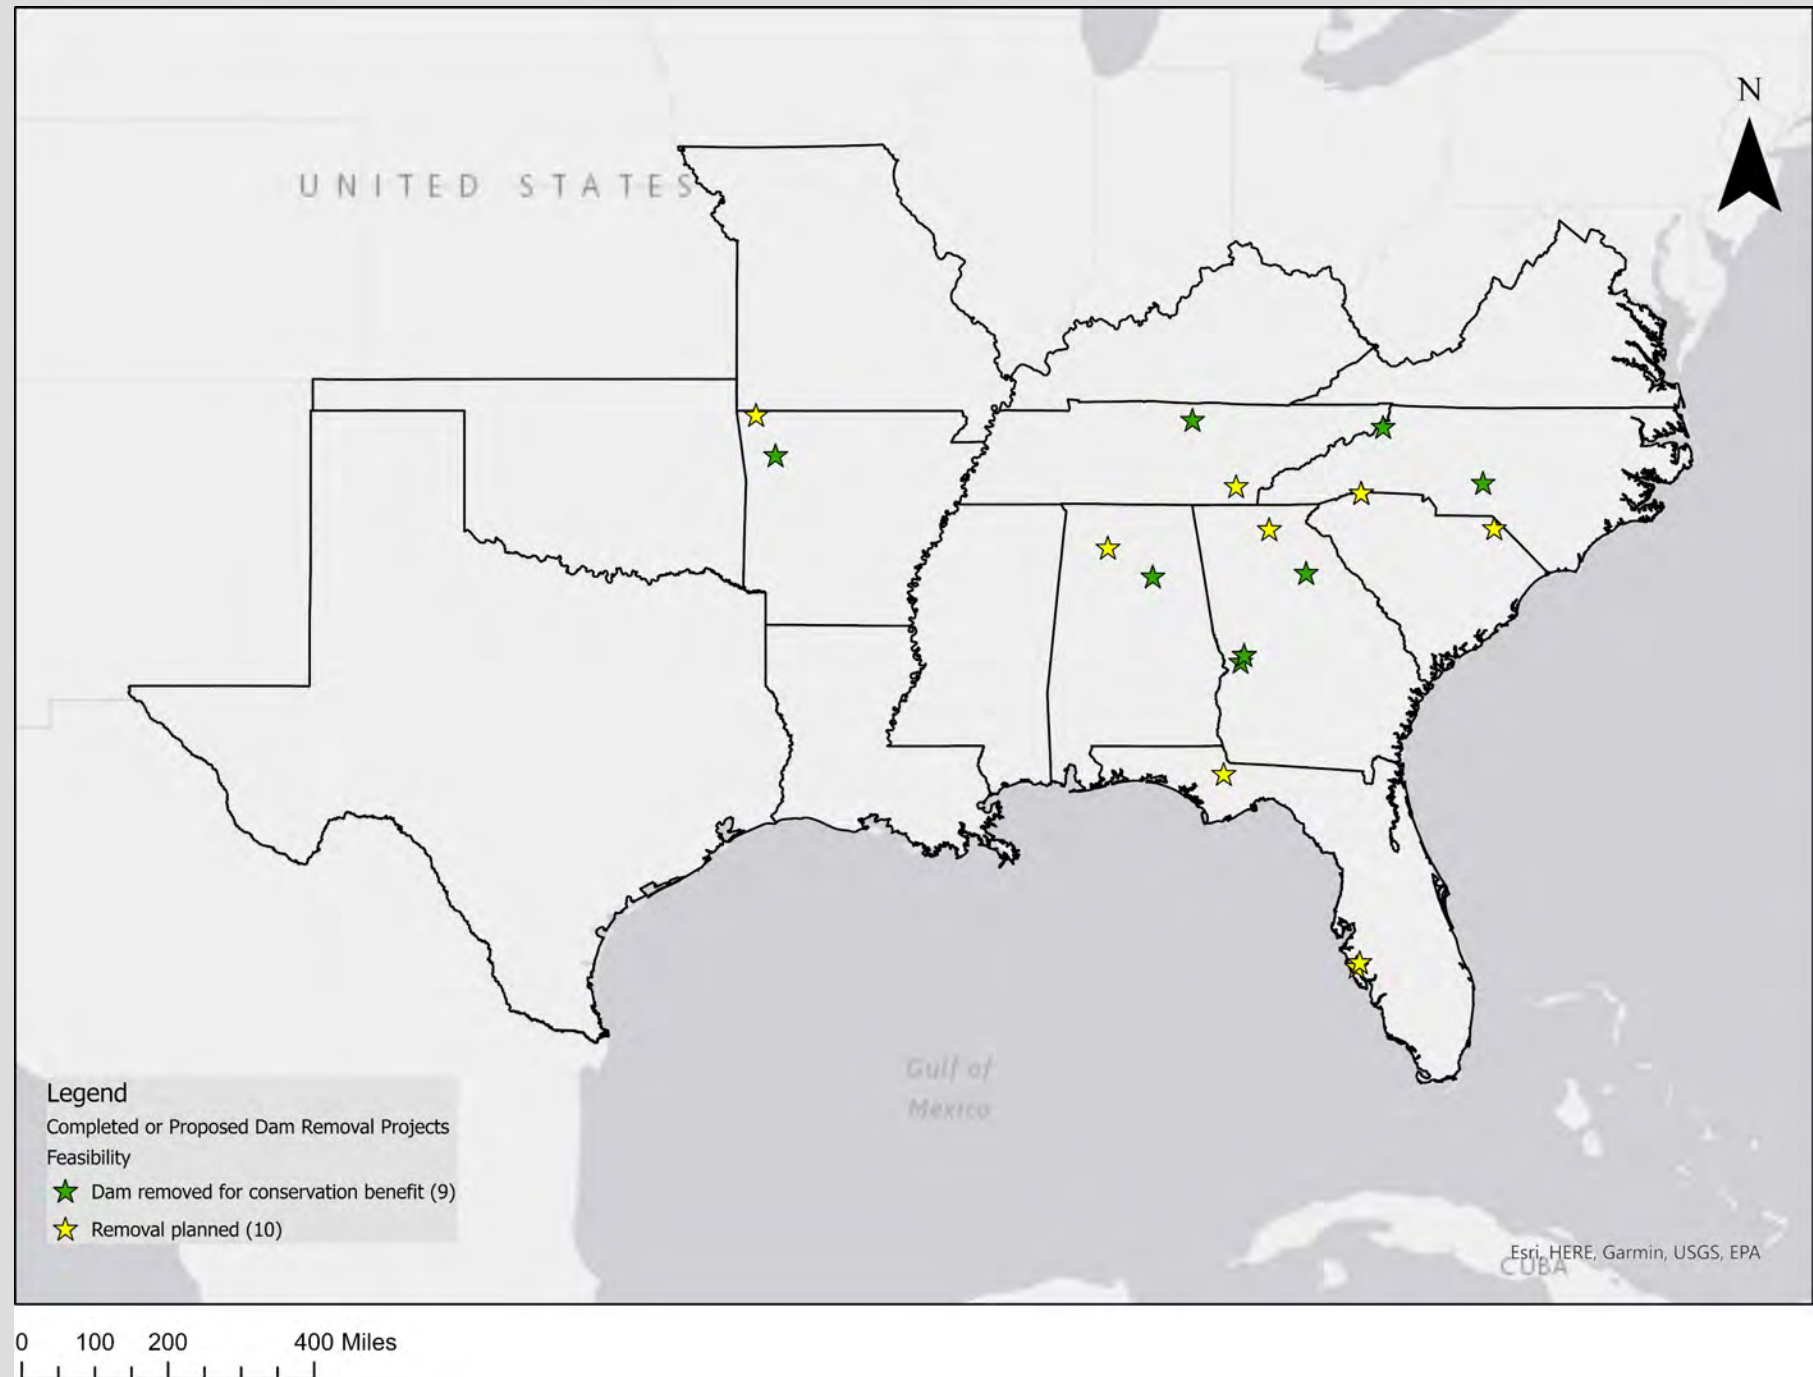 N
UNITED STATES
Gulf of
Mexico
Legend
Completed or Proposed Dam Removal Projects
Feasibility
Dam removed for conservation benefit (9)
Removal planned (10)
Esri, HERE, Garmin, USGS, EPA
CUBA
0 100 200 400 Miles